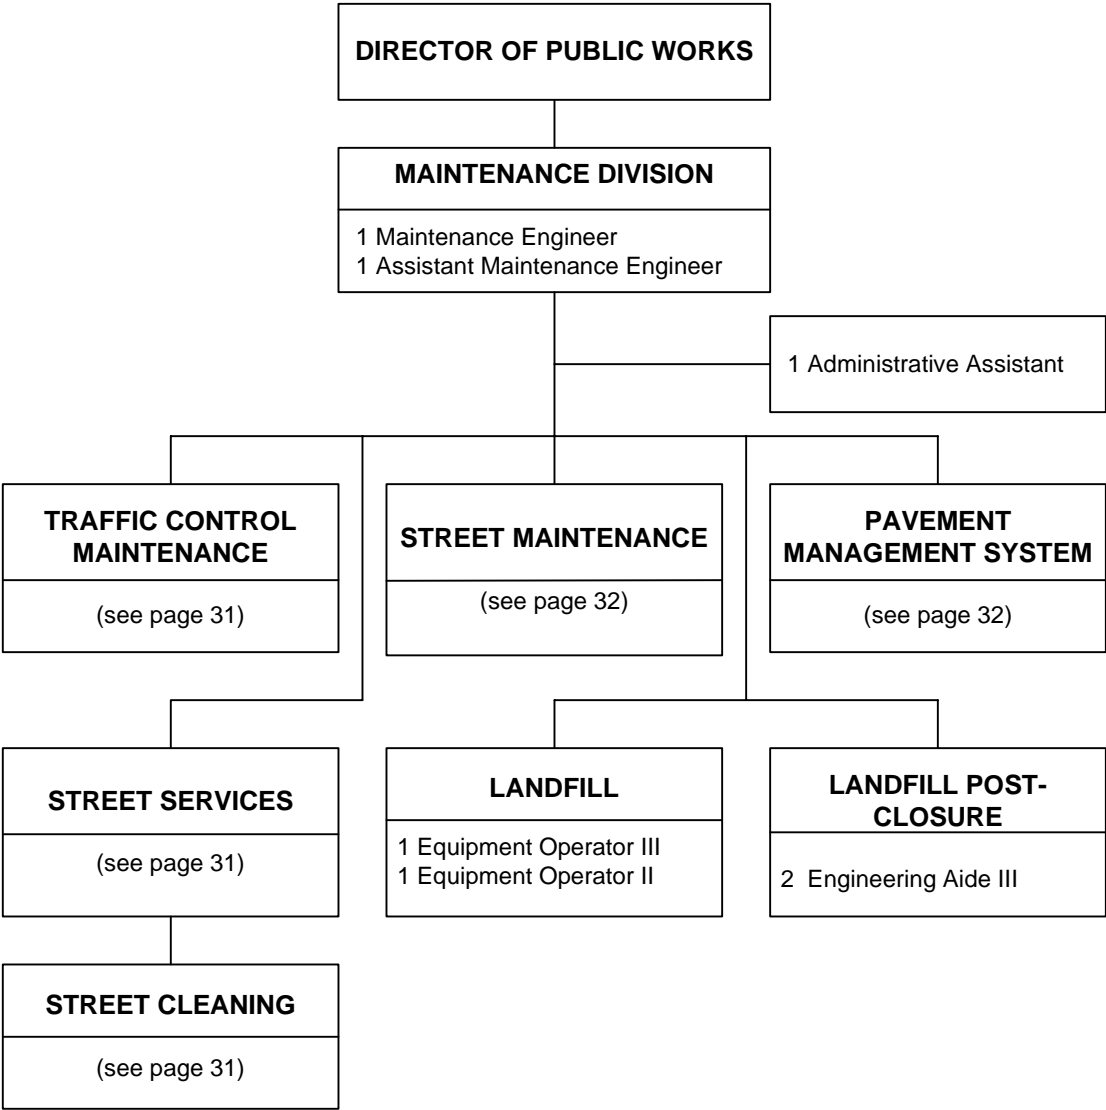 DIRECTOR OF PUBLIC WORKS
MAINTENANCE DIVISION
1 Maintenance Engineer
1 Assistant Maintenance Engineer
1 Administrative Assistant
TRAFFIC CONTROL
MAINTENANCE
(see page 31)
STREET MAINTENANCE
(see page 32)
PAVEMENT
MANAGEMENT SYSTEM
(see page 32)
STREET SERVICES
(see page 31)
LANDFILL
1 Equipment Operator III
1 Equipment Operator II
LANDFILL POST-
CLOSURE
2 Engineering Aide III
STREET CLEANING
(see page 31)